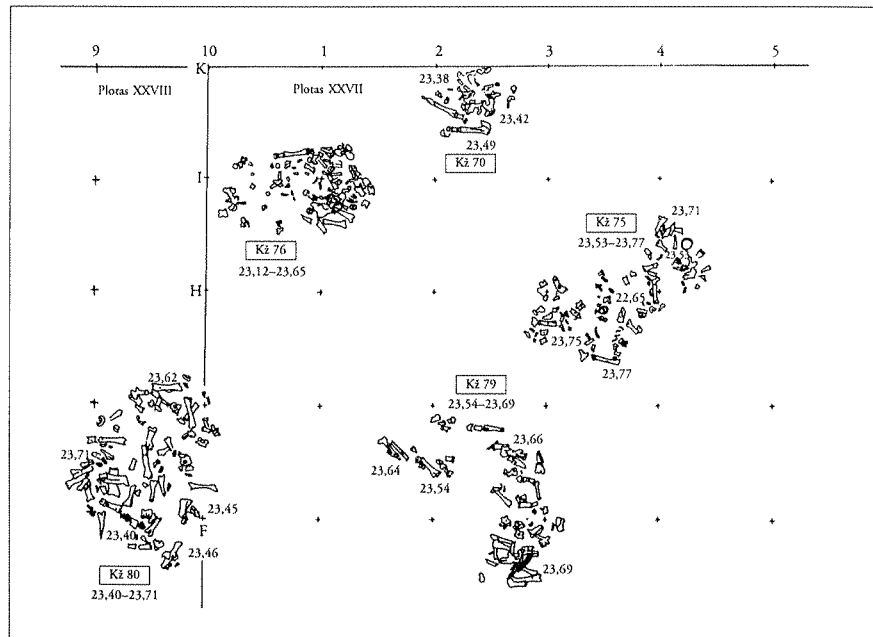 9 10 1 2 3 4 5
K
Plotas XXVIII Plotas XXVII
23,38
23,42
23,49
Kž 70
I
23,71
Kž 75
23,53–23,77
Kž 76
23,12–23,65
H
22,65
23,75
23,77
23,62
Kž 79
23,54–23,69
23,66
23,71
23,64
23,54
23,45
F
23,40
23,46
23,69
Kž 80
23,40–23,71